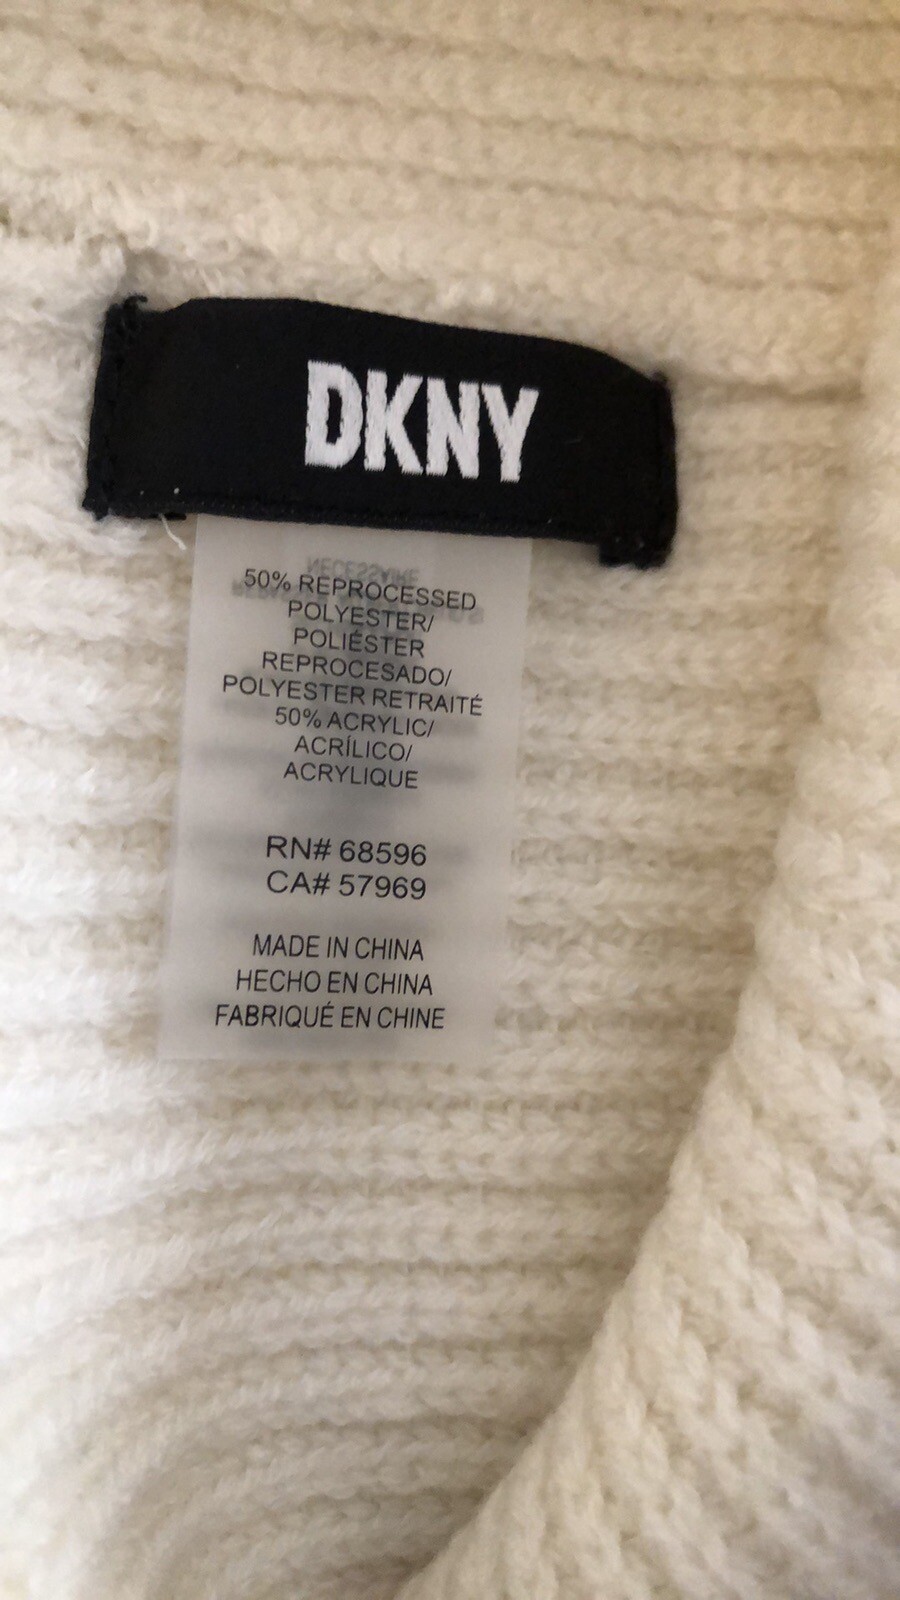 DKNY
50% REPROCESSED
POLYESTER/
POLIÉSTER
REPROCESADO/
POLYESTER RETRAITÉ
50% ACRYLIC/
ACRÍLICO/
ACRYLIQUE
RN# 68596
CA# 57969
MADE IN CHINA
HECHO EN CHINA
FABRIQUÉ EN CHINE